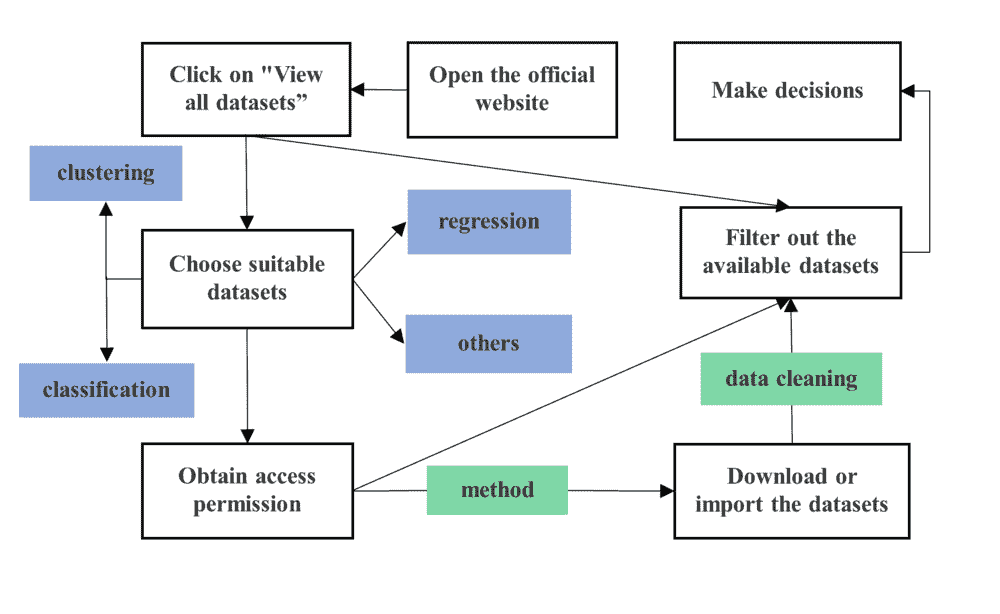 Click on "View
all datasets”
Open the official
website
Make decisions
clustering
regression
Filter out the
available datasets
Choose suitable
datasets
others
classification
data cleaning
Obtain access
permission
method
Download or
import the datasets